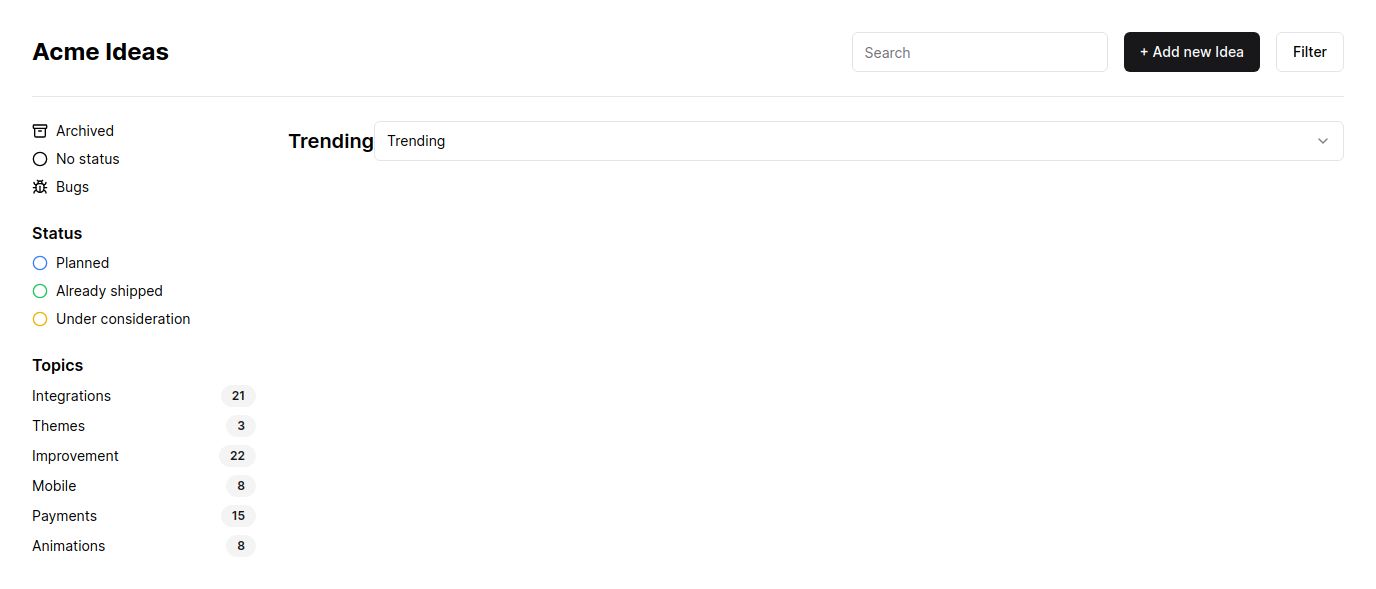 Acme Ideas
Search
+ Add new Idea
Filter
Archived
No status
Bugs
Trending
Trending
Status
Planned
Already shipped
Under consideration
Topics
Integrations 21
Themes 3
Improvement 22
Mobile 8
Payments 15
Animations 8